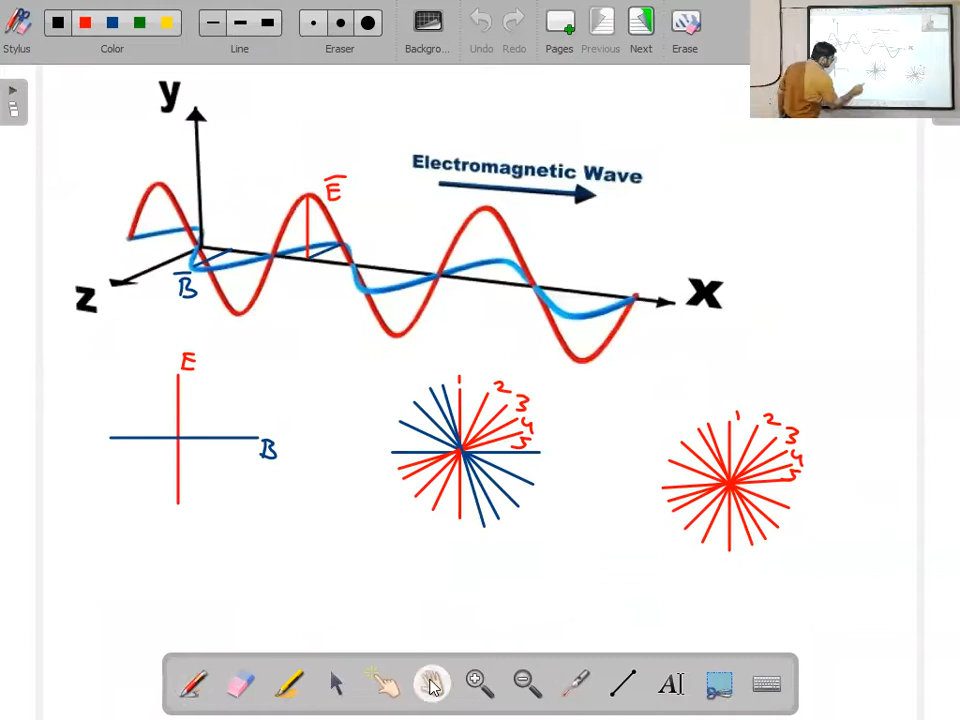 Stylus
Color
Line
Eraser
Backgro...
Undo
Redo
Pages
Previous
Next
Erase
y
Electromagnetic Wave
E
B
z
x
E
B
1
2
3
4
5
1
2
3
4
5
A